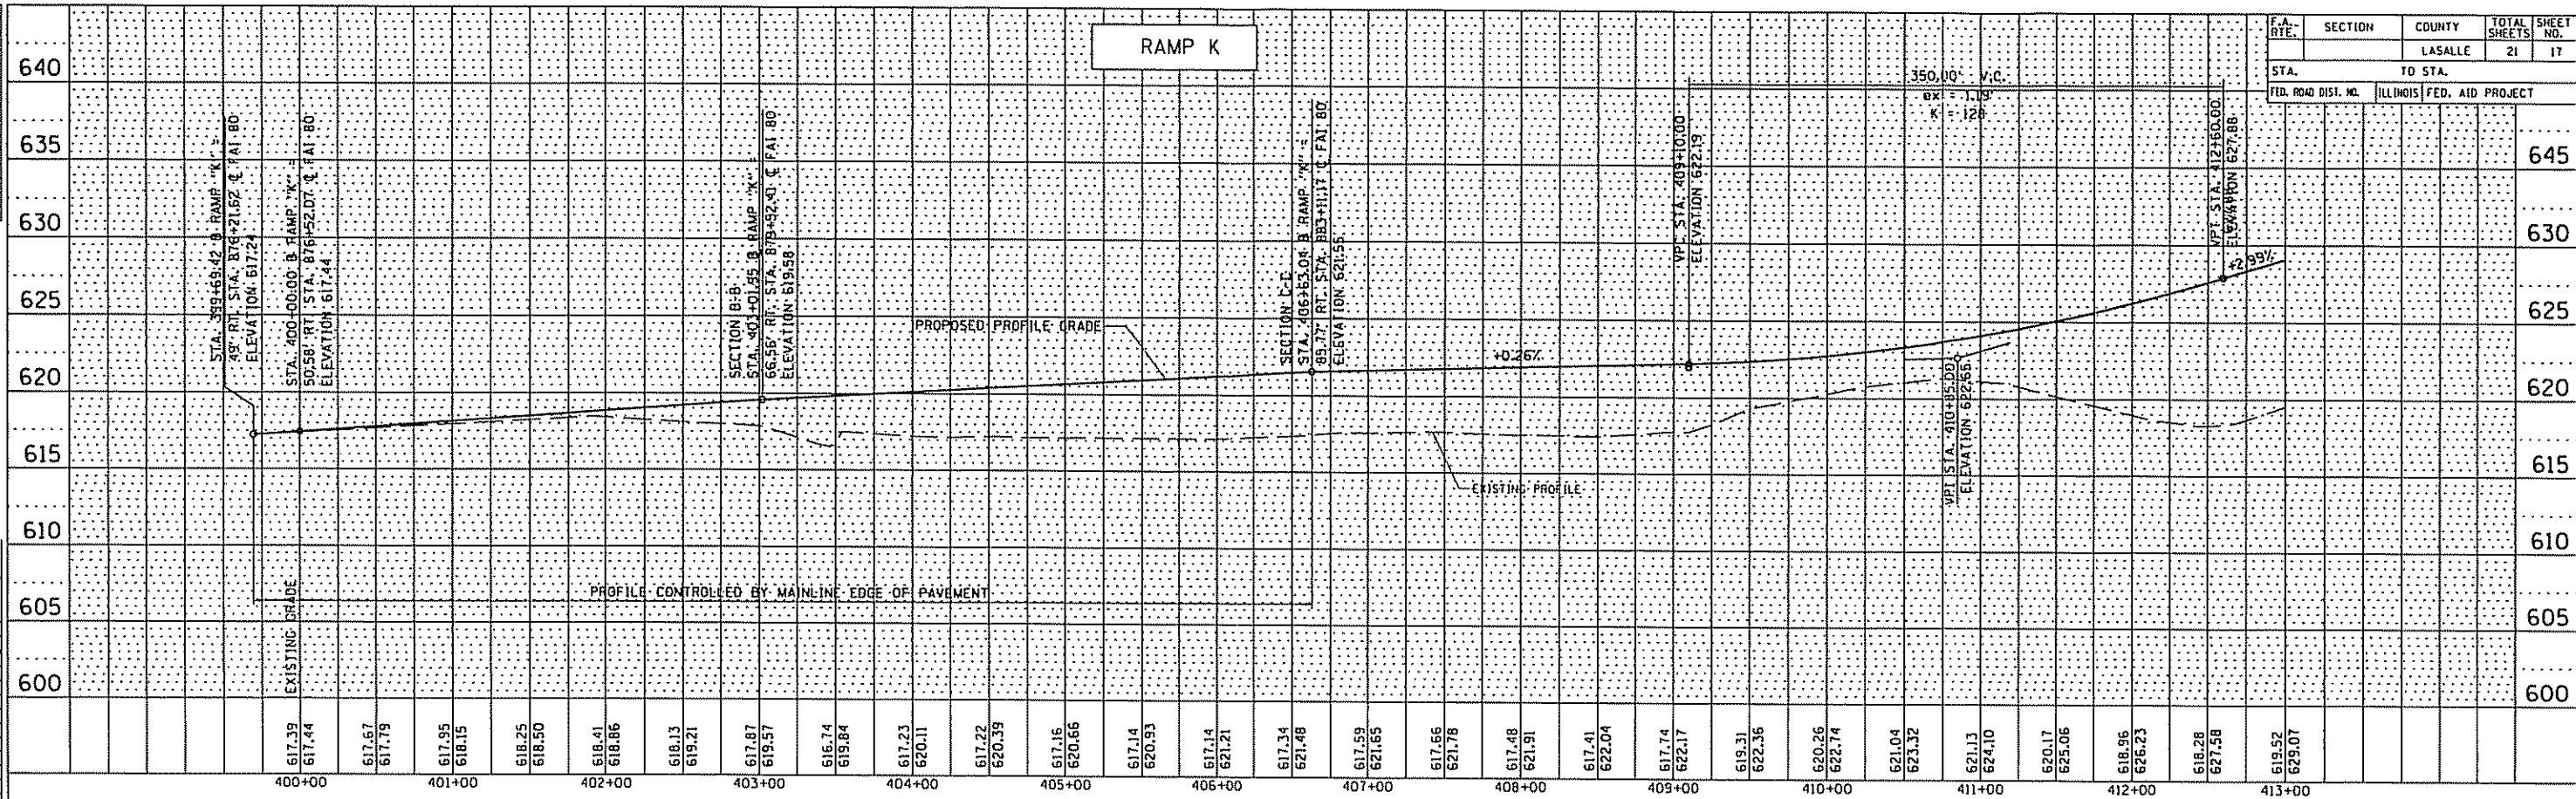 RAMP K
F.A. RTE. SECTION COUNTY TOTAL SHEETS SHEET NO.
LASALLE 21 17
STA. TO STA.
FED. ROAD DIST. NO. ILLINOIS FED. AID PROJECT
640
635
630
625
620
615
610
605
600
645
630
625
620
615
610
605
600
STA. 399+69.42 B RAMP "K" =
49' RT. STA. 876+21.62 ℄ FAI 80
ELEVATION 617.24
STA. 400+00.00 B RAMP "K" =
50.58' RT. STA. 876+52.07 ℄ FAI 80
ELEVATION 617.44
SECTION B-B
STA. 403+01.95 B RAMP "K" =
66.56' RT. STA. 879+52.41 ℄ FAI 80
ELEVATION 619.58
PROPOSED PROFILE GRADE
SECTION C-C
STA. 406+63.04 B RAMP "K" =
85.77' RT. STA. 883+11.17 ℄ FAI 80
ELEVATION 621.55
+0.26%
350.00' V.C.
ex = 1.19'
K = 128
VPC STA. 409+10.00
ELEVATION 622.19
VPI STA. 410+85.00
ELEVATION 622.65
VPT STA. 412+60.00
ELEVATION 627.88
+2.99%
EXISTING PROFILE
PROFILE CONTROLLED BY MAINLINE EDGE OF PAVEMENT
EXISTING GRADE
617.39 617.44
617.67 617.79
617.95 618.15
618.25 618.50
618.41 618.86
618.13 619.21
617.87 619.57
616.74 619.84
617.23 620.11
617.22 620.39
617.16 620.66
617.14 620.93
617.14 621.21
617.34 621.48
617.59 621.65
617.66 621.78
617.48 621.91
617.41 622.04
617.74 622.17
619.31 622.36
620.26 622.74
621.04 623.32
621.13 624.10
620.17 625.06
618.96 626.23
618.28 627.58
619.52 629.07
400+00 401+00 402+00 403+00 404+00 405+00 406+00 407+00 408+00 409+00 410+00 411+00 412+00 413+00